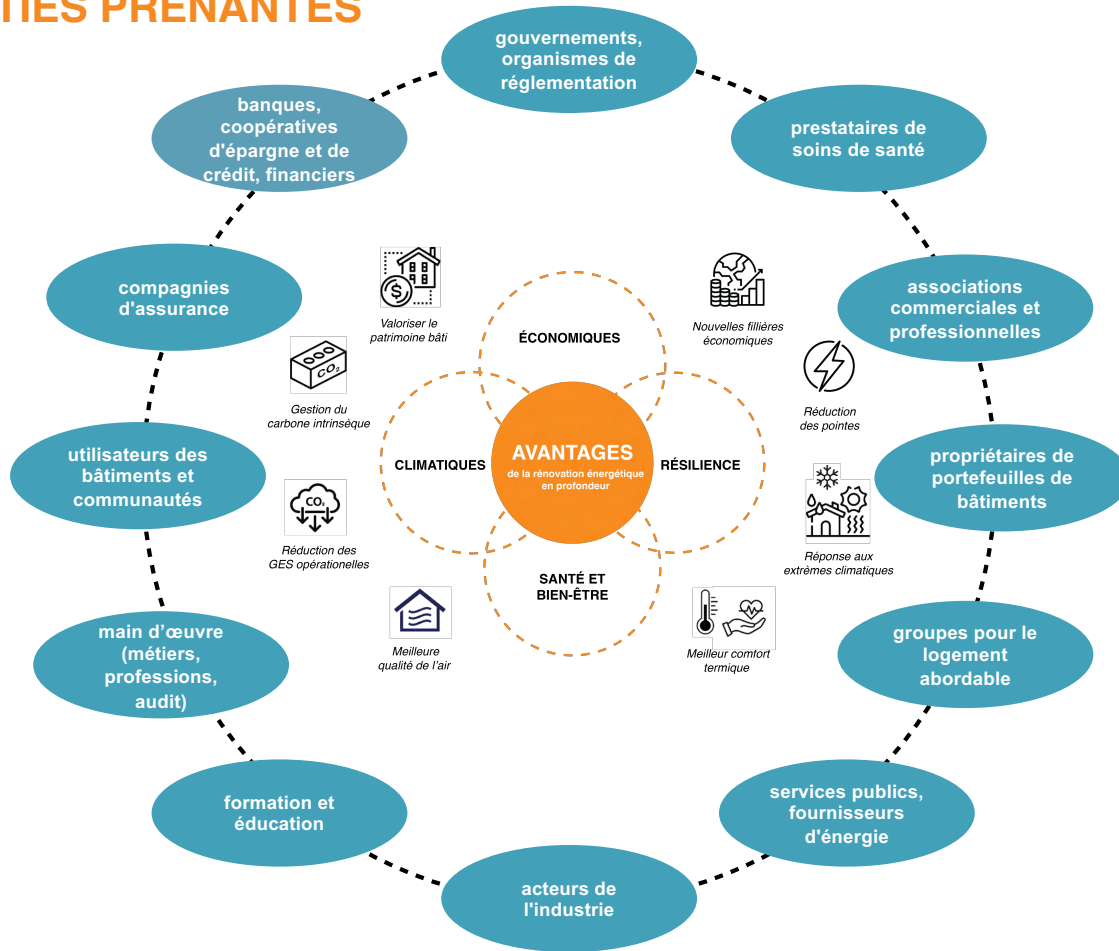 TIES PRENANTES
gouvernements,
organismes de
réglementation
banques,
coopératives
d'épargne et de
crédit, financiers
prestataires de
soins de santé
compagnies
d'assurance
associations
commerciales et
professionnelles
utilisateurs des
bâtiments et
communautés
propriétaires de
portefeuilles de
bâtiments
main d'œuvre
(métiers,
professions,
audit)
groupes pour le
logement
abordable
formation et
éducation
services publics,
fournisseurs
d'énergie
acteurs de
l'industrie
Valoriser le
patrimoine bâti
Nouvelles fillières
économiques
CO₂
Gestion du
carbone intrinsèque
Réduction
des pointes
CO₂
Réduction des
GES opérationelles
Réponse aux
extrêmes climatiques
Meilleure
qualité de l'air
Meilleur comfort
termique
ÉCONOMIQUES
CLIMATIQUES
AVANTAGES
de la rénovation énergétique
en profondeur
RÉSILIENCE
SANTÉ ET
BIEN-ÊTRE